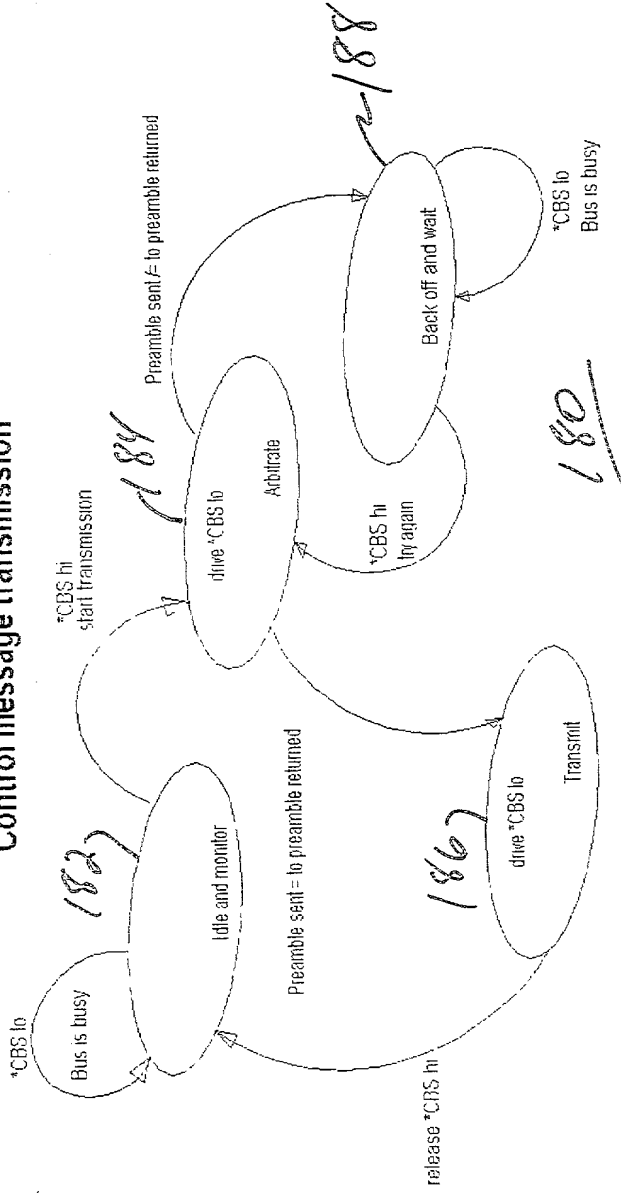 Control message transmission
*CBS lo
Bus is busy
182
Idle and monitor
*CBS hi
start transmission
184
drive *CBS lo
Arbitrate
Preamble sent /= to preamble returned
188
Back off and wait
*CBS lo
Bus is busy
*CBS hi
try again
Preamble sent = to preamble returned
186
drive *CBS lo
Transmit
release *CBS hi
180